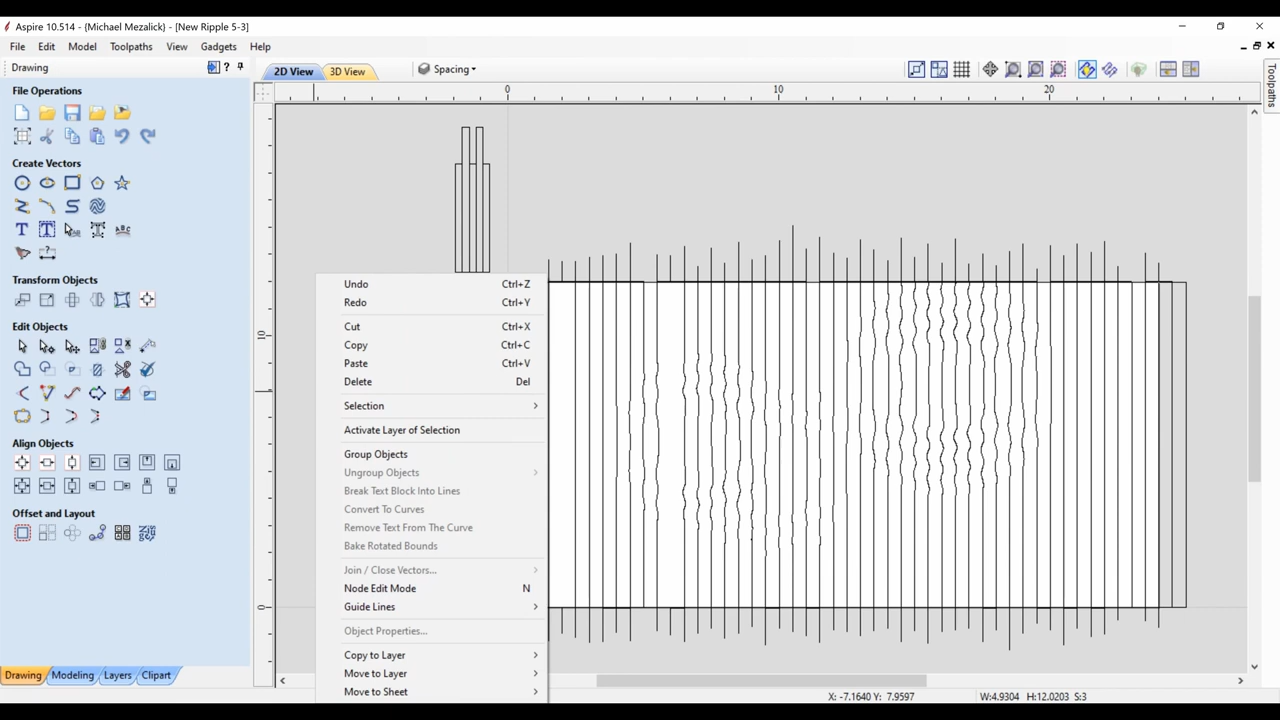 Aspire 10.514 - {Michael Mezalick} - [New Ripple 5-3]
File Edit Model Toolpaths View Gadgets Help
Drawing
2D View 3D View Spacing
Toolpaths
File Operations
0 10 20
Create Vectors
Transform Objects
Undo Ctrl+Z
Redo Ctrl+Y
Edit Objects
Cut Ctrl+X
10
Copy Ctrl+C
Paste Ctrl+V
Delete Del
Selection
Activate Layer of Selection
Align Objects
Group Objects
Ungroup Objects
Break Text Block Into Lines
Convert To Curves
Offset and Layout
Remove Text From The Curve
Bake Rotated Bounds
Join / Close Vectors...
Node Edit Mode N
Guide Lines
0
Object Properties...
Copy to Layer
Drawing Modeling Layers Clipart
Move to Layer
Move to Sheet
X: -7.1640 Y: 7.9597
W:4.9304 H:12.0203 S:3